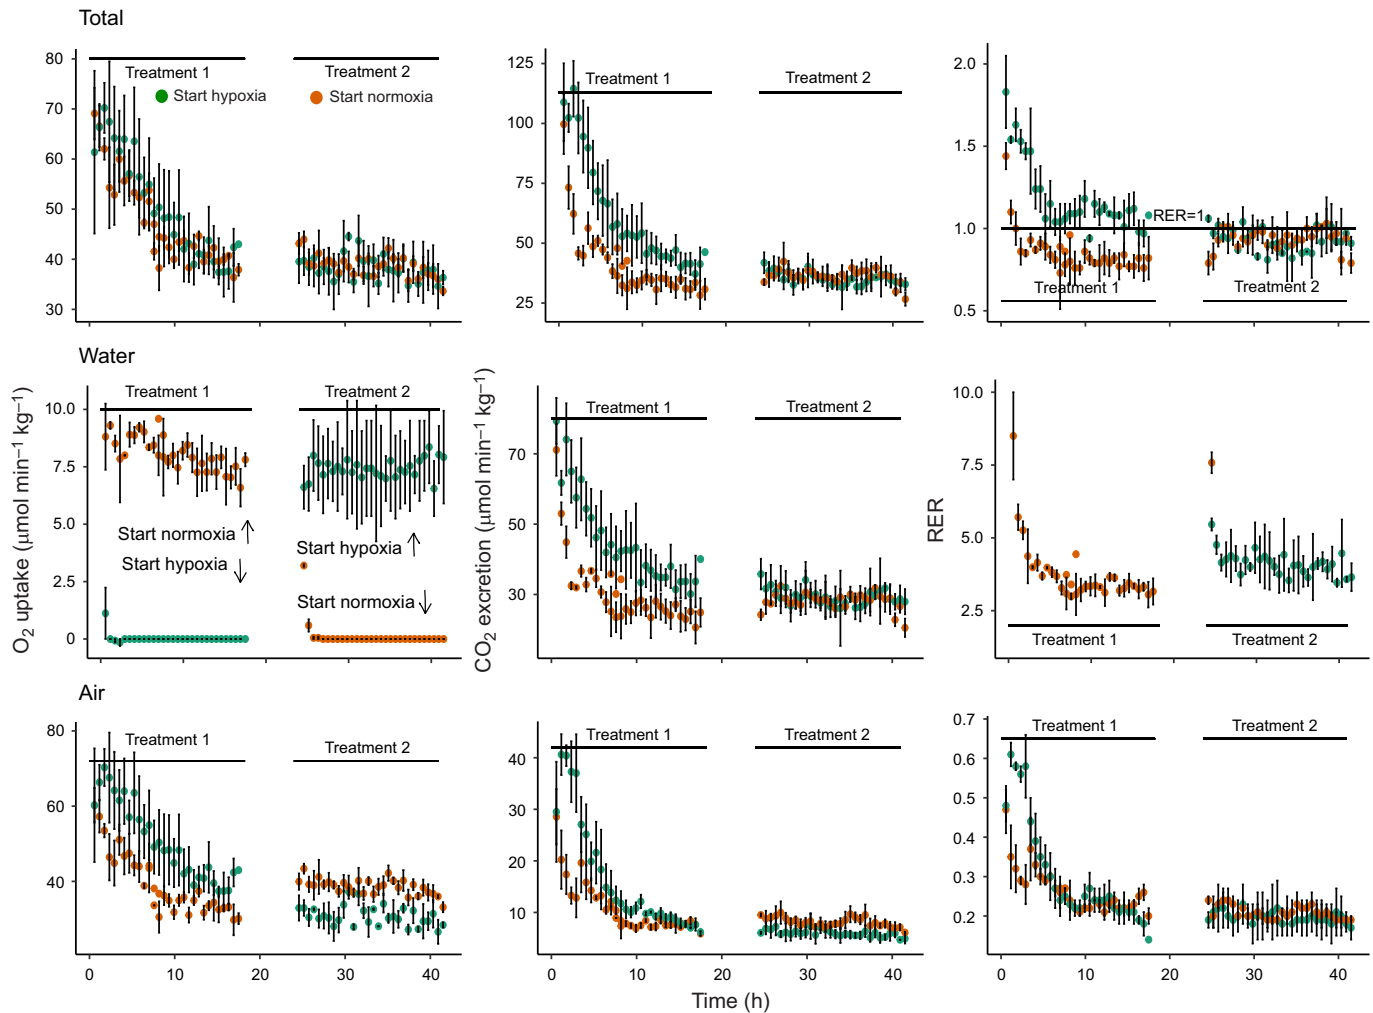 Total
80
70
60
50
40
30
Treatment 1
Treatment 2
Start hypoxia
Start normoxia
125
100
75
50
25
Treatment 1
Treatment 2
2.0
1.5
1.0
0.5
RER=1
Treatment 1
Treatment 2
Water
O2 uptake (μmol min–1 kg–1)
10.0
7.5
5.0
2.5
0
Treatment 1
Treatment 2
Start normoxia ↑
Start hypoxia ↓
Start hypoxia ↑
Start normoxia ↓
CO2 excretion (μmol min–1 kg–1)
70
50
30
Treatment 1
Treatment 2
RER
10.0
7.5
5.0
2.5
Treatment 1
Treatment 2
Air
80
60
40
Treatment 1
Treatment 2
0 10 20 30 40
40
30
20
10
Treatment 1
Treatment 2
0 10 20 30 40
0.7
0.6
0.5
0.4
0.3
0.2
Treatment 1
Treatment 2
0 10 20 30 40
Time (h)